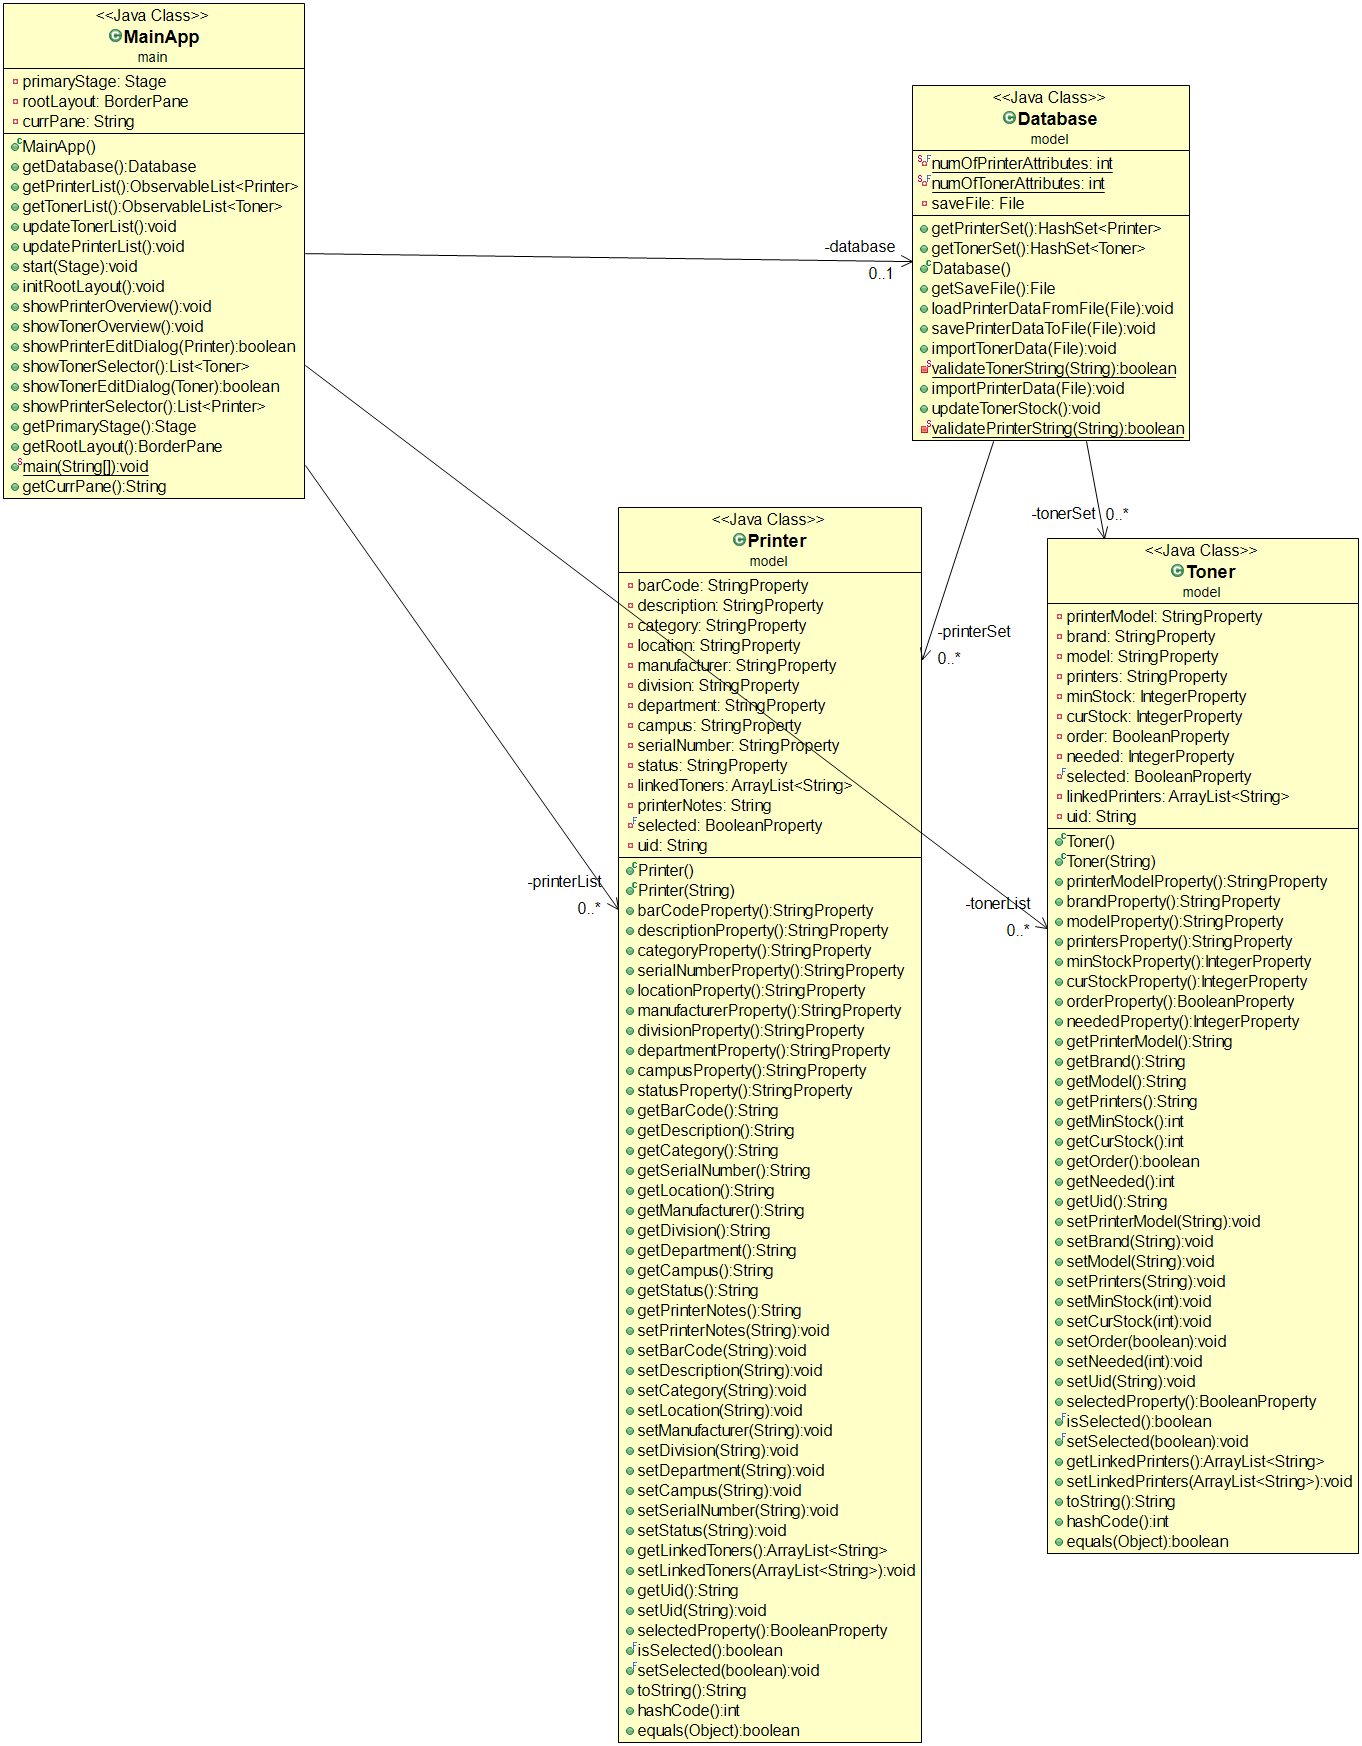 <<Java Class>>
MainApp
main
primaryStage: Stage
rootLayout: BorderPane
currPane: String
MainApp()
getDatabase():Database
getPrinterList():ObservableList<Printer>
getTonerList():ObservableList<Toner>
updateTonerList():void
updatePrinterList():void
start(Stage):void
initRootLayout():void
showPrinterOverview():void
showTonerOverview():void
showPrinterEditDialog(Printer):boolean
showTonerSelector():List<Toner>
showTonerEditDialog(Toner):boolean
showPrinterSelector():List<Printer>
getPrimaryStage():Stage
getRootLayout():BorderPane
main(String[]):void
getCurrPane():String
-database
0..1
<<Java Class>>
Database
model
numOfPrinterAttributes: int
numOfTonerAttributes: int
saveFile: File
getPrinterSet():HashSet<Printer>
getTonerSet():HashSet<Toner>
Database()
getSaveFile():File
loadPrinterDataFromFile(File):void
savePrinterDataToFile(File):void
importTonerData(File):void
validateTonerString(String):boolean
importPrinterData(File):void
updateTonerStock():void
validatePrinterString(String):boolean
-tonerSet 0..*
-printerSet
0..*
-printerList
0..*
-tonerList
0..*
<<Java Class>>
Printer
model
barCode: StringProperty
description: StringProperty
category: StringProperty
location: StringProperty
manufacturer: StringProperty
division: StringProperty
department: StringProperty
campus: StringProperty
serialNumber: StringProperty
status: StringProperty
linkedToners: ArrayList<String>
printerNotes: String
selected: BooleanProperty
uid: String
Printer()
Printer(String)
barCodeProperty():StringProperty
descriptionProperty():StringProperty
categoryProperty():StringProperty
serialNumberProperty():StringProperty
locationProperty():StringProperty
manufacturerProperty():StringProperty
divisionProperty():StringProperty
departmentProperty():StringProperty
campusProperty():StringProperty
statusProperty():StringProperty
getBarCode():String
getDescription():String
getCategory():String
getSerialNumber():String
getLocation():String
getManufacturer():String
getDivision():String
getDepartment():String
getCampus():String
getStatus():String
getPrinterNotes():String
setPrinterNotes(String):void
setBarCode(String):void
setDescription(String):void
setCategory(String):void
setLocation(String):void
setManufacturer(String):void
setDivision(String):void
setDepartment(String):void
setCampus(String):void
setSerialNumber(String):void
setStatus(String):void
getLinkedToners():ArrayList<String>
setLinkedToners(ArrayList<String>):void
getUid():String
setUid(String):void
selectedProperty():BooleanProperty
isSelected():boolean
setSelected(boolean):void
toString():String
hashCode():int
equals(Object):boolean
<<Java Class>>
Toner
model
printerModel: StringProperty
brand: StringProperty
model: StringProperty
printers: StringProperty
minStock: IntegerProperty
curStock: IntegerProperty
order: BooleanProperty
needed: IntegerProperty
selected: BooleanProperty
linkedPrinters: ArrayList<String>
uid: String
Toner()
Toner(String)
printerModelProperty():StringProperty
brandProperty():StringProperty
modelProperty():StringProperty
printersProperty():StringProperty
minStockProperty():IntegerProperty
curStockProperty():IntegerProperty
orderProperty():BooleanProperty
neededProperty():IntegerProperty
getPrinterModel():String
getBrand():String
getModel():String
getPrinters():String
getMinStock():int
getCurStock():int
getOrder():boolean
getNeeded():int
getUid():String
setPrinterModel(String):void
setBrand(String):void
setModel(String):void
setPrinters(String):void
setMinStock(int):void
setCurStock(int):void
setOrder(boolean):void
setNeeded(int):void
setUid(String):void
selectedProperty():BooleanProperty
isSelected():boolean
setSelected(boolean):void
getLinkedPrinters():ArrayList<String>
setLinkedPrinters(ArrayList<String>):void
toString():String
hashCode():int
equals(Object):boolean